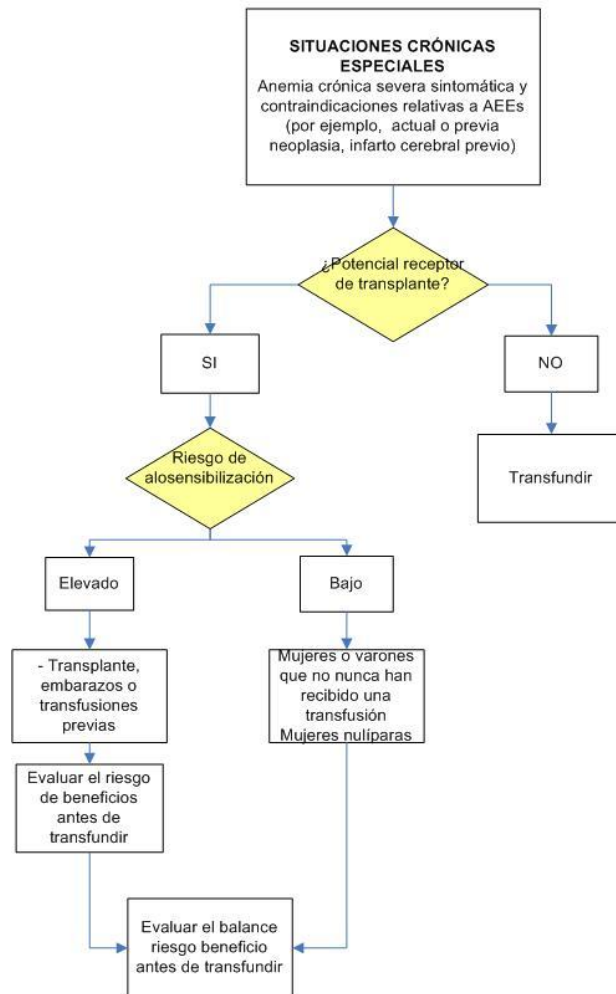 SITUACIONES CRÓNICAS
ESPECIALES
Anemia crónica severa sintomática y
contraindicaciones relativas a AEEs
(por ejemplo, actual o previa
neoplasia, infarto cerebral previo)
¿Potencial receptor
de transplante?
SI
NO
Riesgo de
alosensibilización
Transfundir
Elevado
Bajo
- Transplante,
embarazos o
transfusiones
previas
Mujeres o varones
que no nunca han
recibido una
transfusión
Mujeres nulíparas
Evaluar el riesgo
de beneficios
antes de
transfundir
Evaluar el balance
riesgo beneficio
antes de transfundir